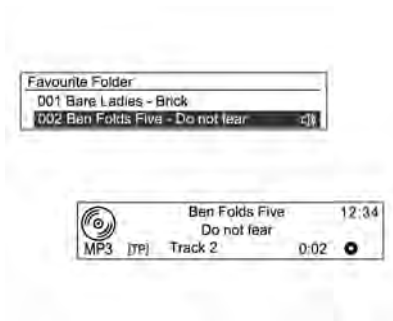 Favourite Folder
001 Bare Ladies - Brick
002 Ben Folds Five - Do not fear
Ben Folds Five 12:34
Do not fear
MP3 [TP] Track 2 0:02